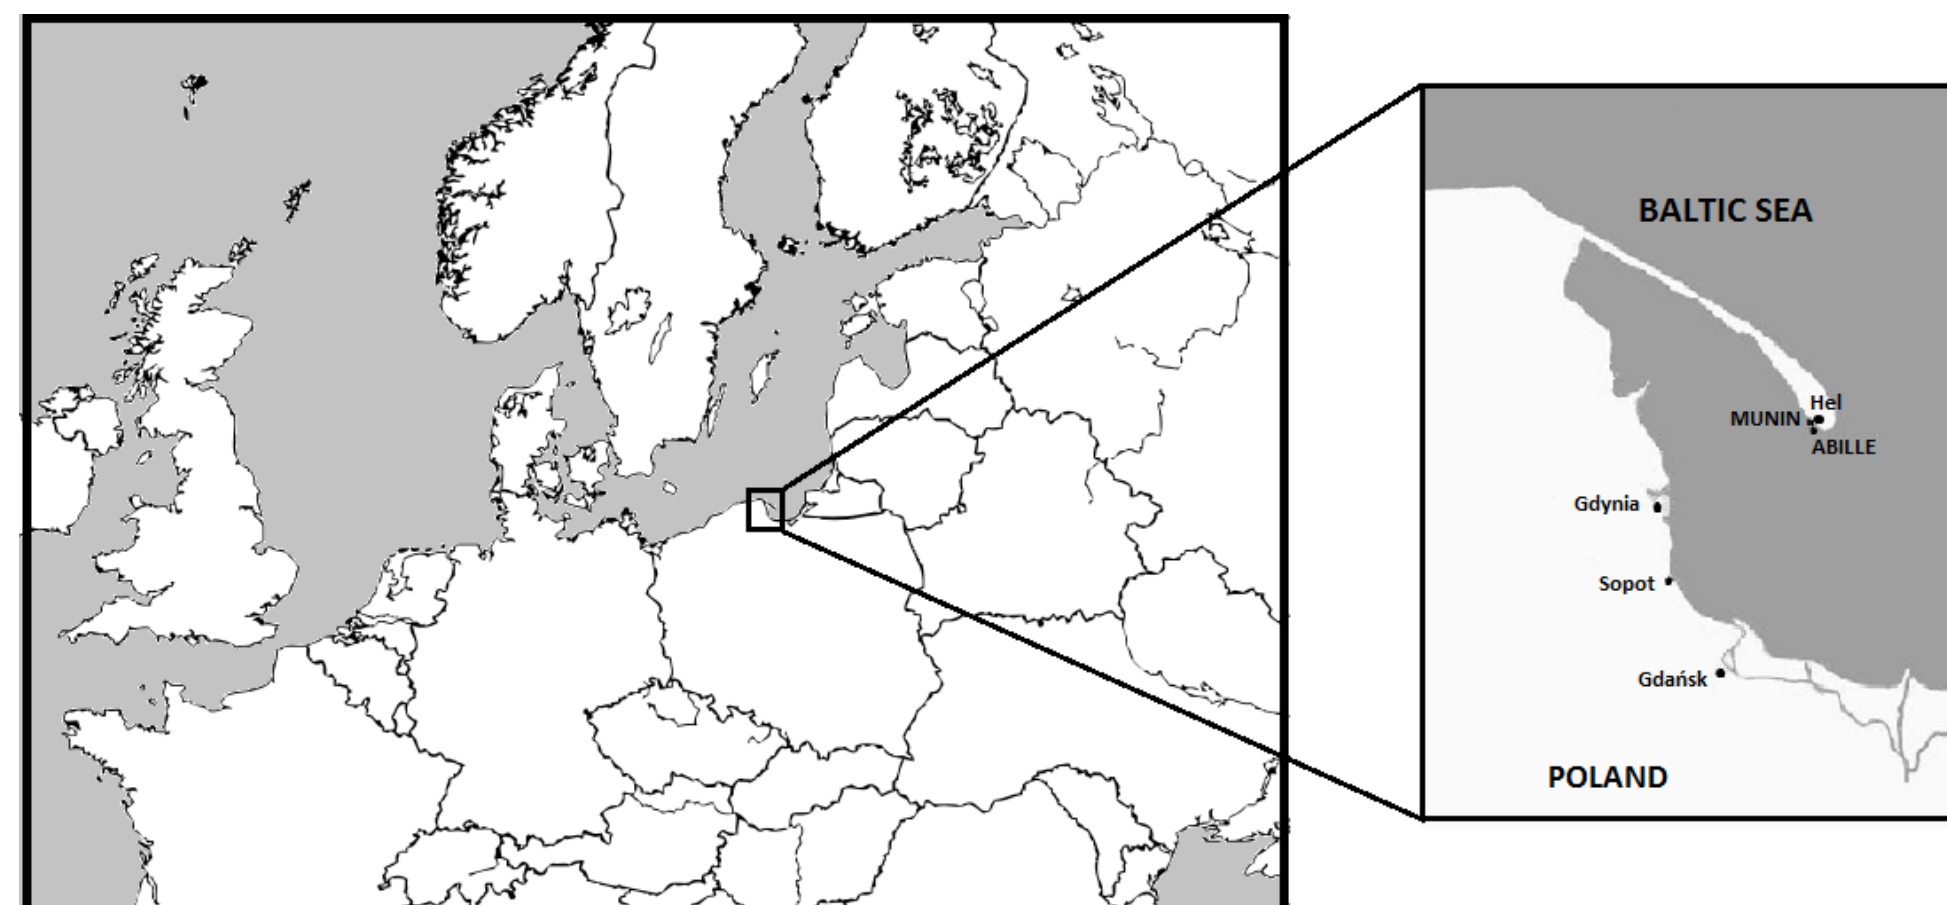 BALTIC SEA
Hel
MUNIN
ABILLE
Gdynia
Sopot
Gdańsk
POLAND